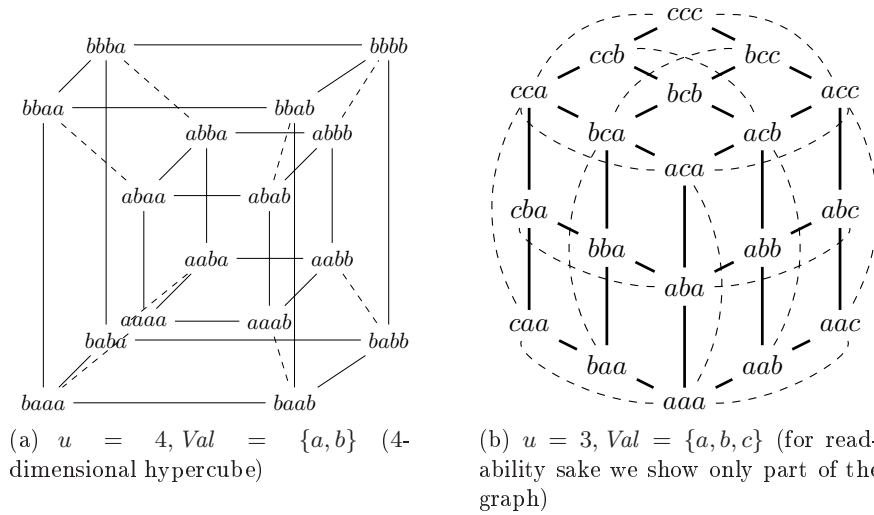 bbba bbbb
bbaa bbab
abba abbb
abaa abab
aaba aabb
aaaa aaab
baba babb
baaa baab
(a) u = 4, Val = {a, b} (4-
dimensional hypercube)
ccc
ccb bcc
cca bcb acc
bca acb
aca
cba abc
bba abb
aba
caa aac
baa aab
aaa
(b) u = 3, Val = {a, b, c} (for read-
ability sake we show only part of the
graph)